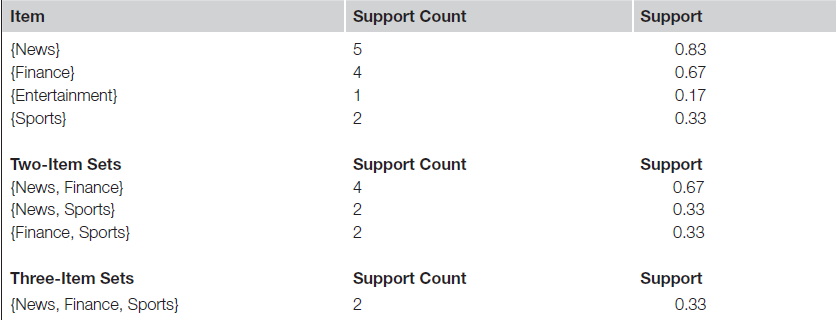 Item Support Count Support
{News} 5 0.83
{Finance} 4 0.67
{Entertainment} 1 0.17
{Sports} 2 0.33
Two-Item Sets Support Count Support
{News, Finance} 4 0.67
{News, Sports} 2 0.33
{Finance, Sports} 2 0.33
Three-Item Sets Support Count Support
{News, Finance, Sports} 2 0.33